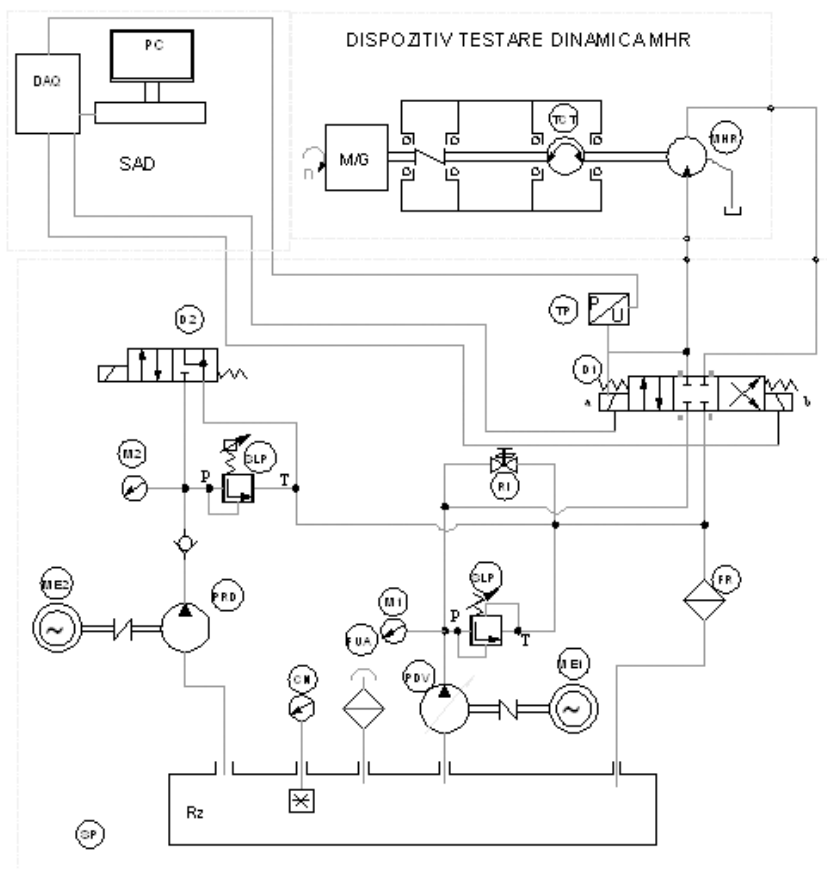 PC
DISPOZITIV TESTARE DINAMICA MHR
DAQ
SAD
M/G
n
TCT
MHR
D2
TP
P
U
D1
a
b
M2
P
SLP
T
R1
ME2
PRD
M1
SLP
FR
P
T
FUA
CN
PDV
ME1
Rz
GP